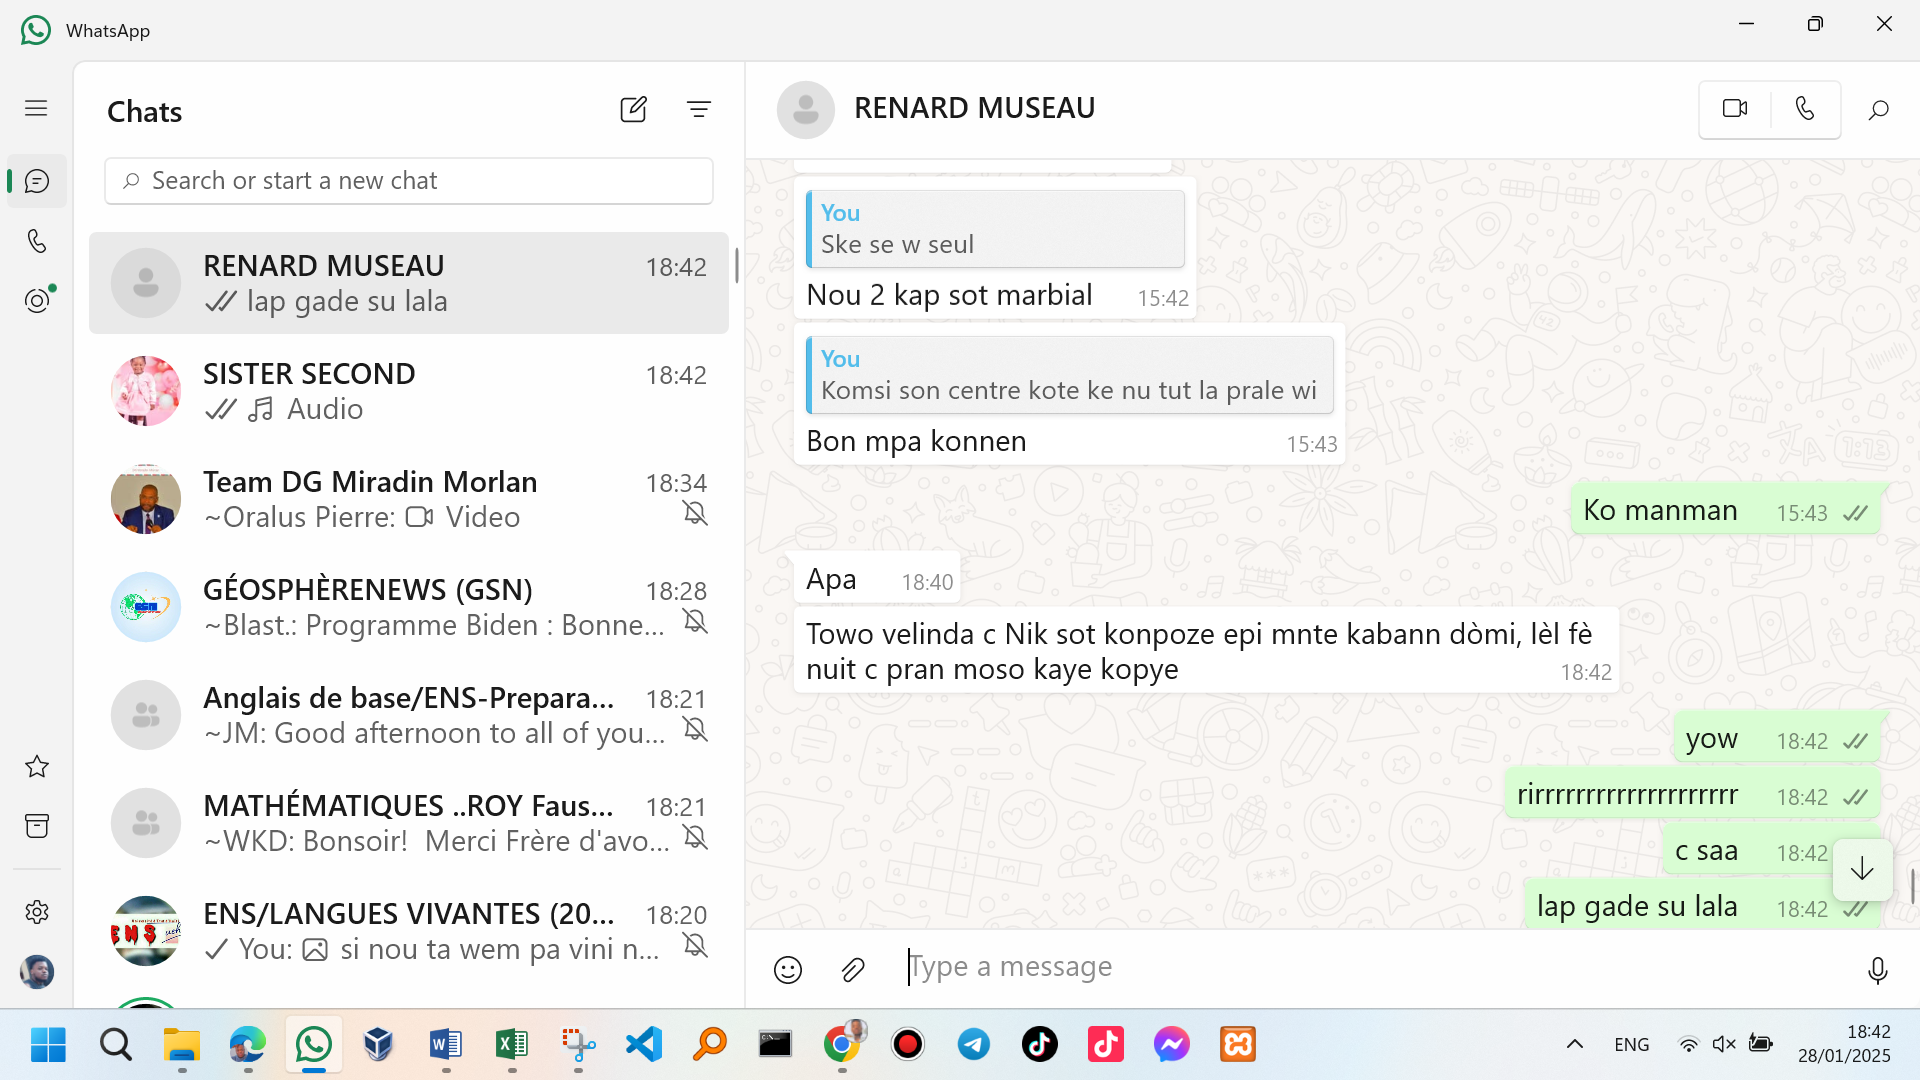 WhatsApp
Chats
Search or start a new chat
RENARD MUSEAU
18:42
lap gade su lala
SISTER SECOND
18:42
Audio
Team DG Miradin Morlan
18:34
~Oralus Pierre: Video
GÉOSPHÈRENEWS (GSN)
18:28
~Blast.: Programme Biden : Bonne...
Anglais de base/ENS-Prepara...
18:21
~JM: Good afternoon to all of you...
MATHÉMATIQUES ..ROY Faus...
18:21
~WKD: Bonsoir! Merci Frère d'avo...
ENS/LANGUES VIVANTES (20...
18:20
You: si nou ta wem pa vini n...
RENARD MUSEAU
You
Ske se w seul
Nou 2 kap sot marbial
15:42
You
Komsi son centre kote ke nu tut la prale wi
Bon mpa konnen
15:43
Ko manman
15:43
Apa
18:40
Towo velinda c Nik sot konpoze epi mnte kabann dòmi, lèl fè
nuit c pran moso kaye kopye
18:42
yow
18:42
rirrrrrrrrrrrrrrrrrrrr
18:42
c saa
18:42
lap gade su lala
18:42
Type a message
ENG
18:42
28/01/2025